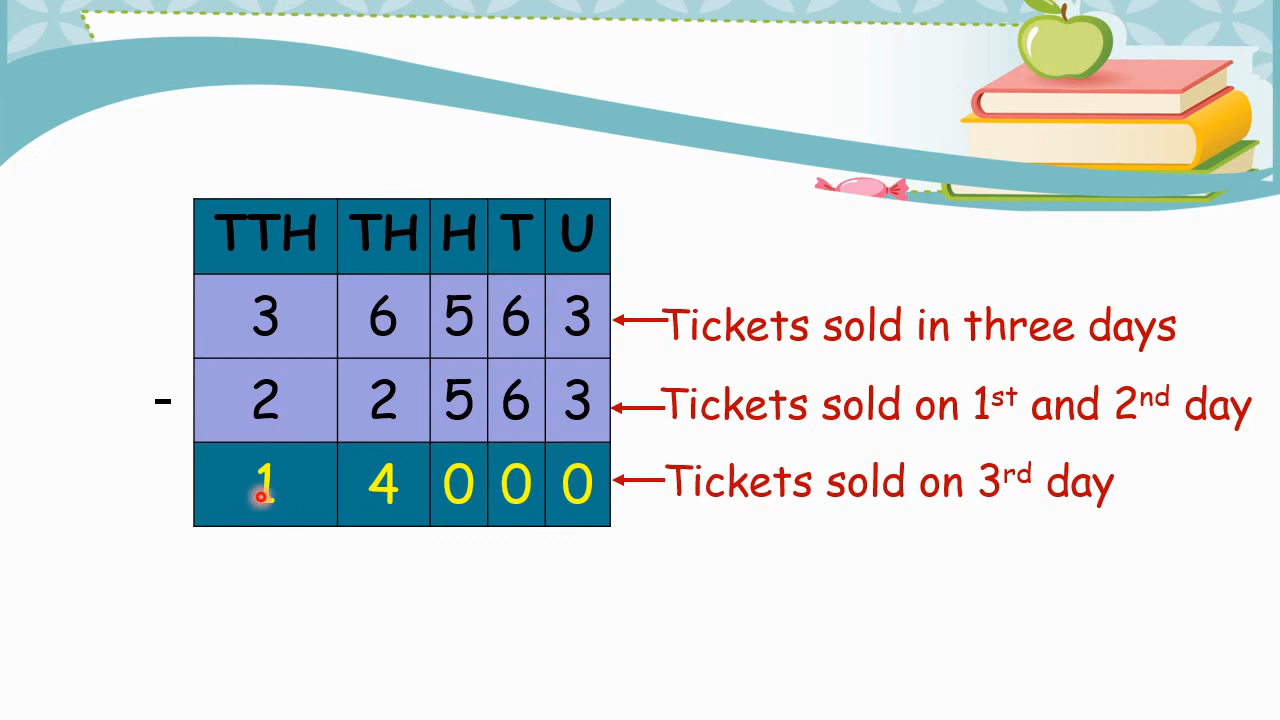 TTH TH H T U
3 6 5 6 3 Tickets sold in three days
- 2 2 5 6 3 Tickets sold on 1st and 2nd day
1 4 0 0 0 Tickets sold on 3rd day